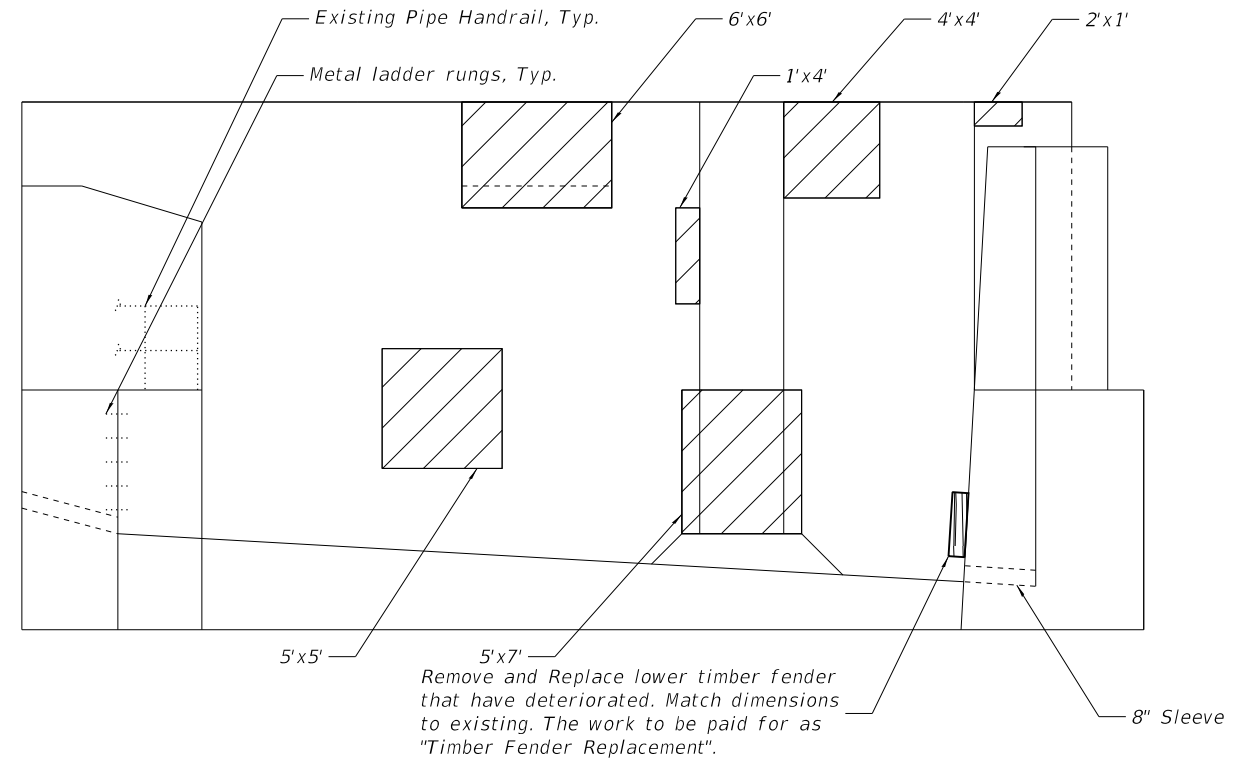 Existing Pipe Handrail, Typ.
6'x6'
4'x4'
2'x1'
Metal ladder rungs, Typ.
1'x4'
5'x5'
5'x7'
Remove and Replace lower timber fender
that have deteriorated. Match dimensions
to existing. The work to be paid for as
"Timber Fender Replacement".
8" Sleeve